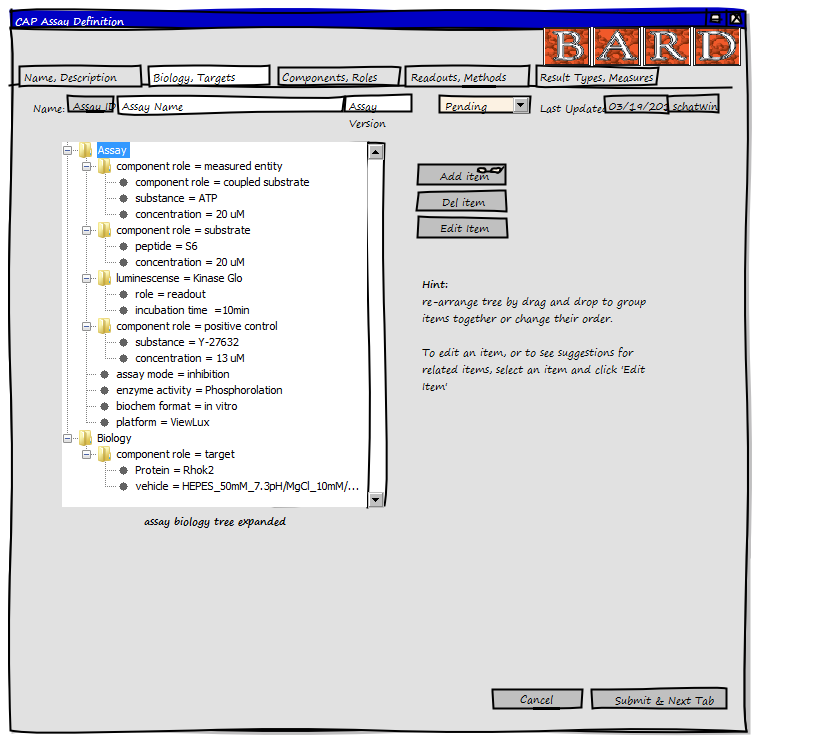 CAP Assay Definition
BARD
Name, Description
Biology, Targets
Components, Roles
Readouts, Methods
Result Types, Measures
Name:
Assay ID
Assay Name
Assay
Version
Pending
Last Update
03/19/201
schatwin
Assay
component role = measured entity
component role = coupled substrate
substance = ATP
concentration = 20 uM
component role = substrate
peptide = S6
concentration = 20 uM
luminescense = Kinase Glo
role = readout
incubation time =10min
component role = positive control
substance = Y-27632
concentration = 13 uM
assay mode = inhibition
enzyme activity = Phosphorolation
biochem format = in vitro
platform = ViewLux
Biology
component role = target
Protein = Rhok2
vehicle = HEPES_50mM_7.3pH/MgCl_10mM/...
assay biology tree expanded
Add item
Del item
Edit Item
Hint:
re-arrange tree by drag and drop to group
items together or change their order.
To edit an item, or to see suggestions for
related items, select an item and click 'Edit
Item'
Cancel
Submit & Next Tab